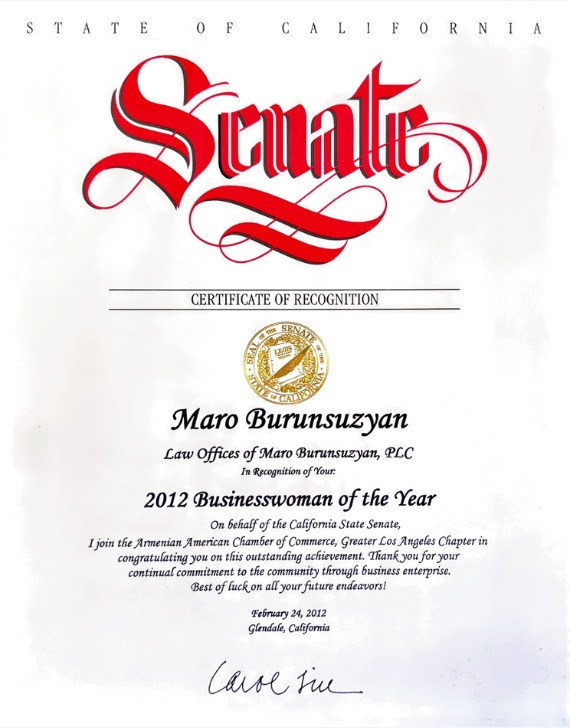 STATE OF CALIFORNIA
Senate
CERTIFICATE OF RECOGNITION
SEAL OF THE SENATE OF THE STATE OF CALIFORNIA
LEGIS
Maro Burunsuzyan
Law Offices of Maro Burunsuzyan, PLC
In Recognition of Your:
2012 Businesswoman of the Year
On behalf of the California State Senate,
I join the Armenian American Chamber of Commerce, Greater Los Angeles Chapter in
congratulating you on this outstanding achievement. Thank you for your
continual commitment to the community through business enterprise.
Best of luck on all your future endeavors!
February 24, 2012
Glendale, California
Carol Liu